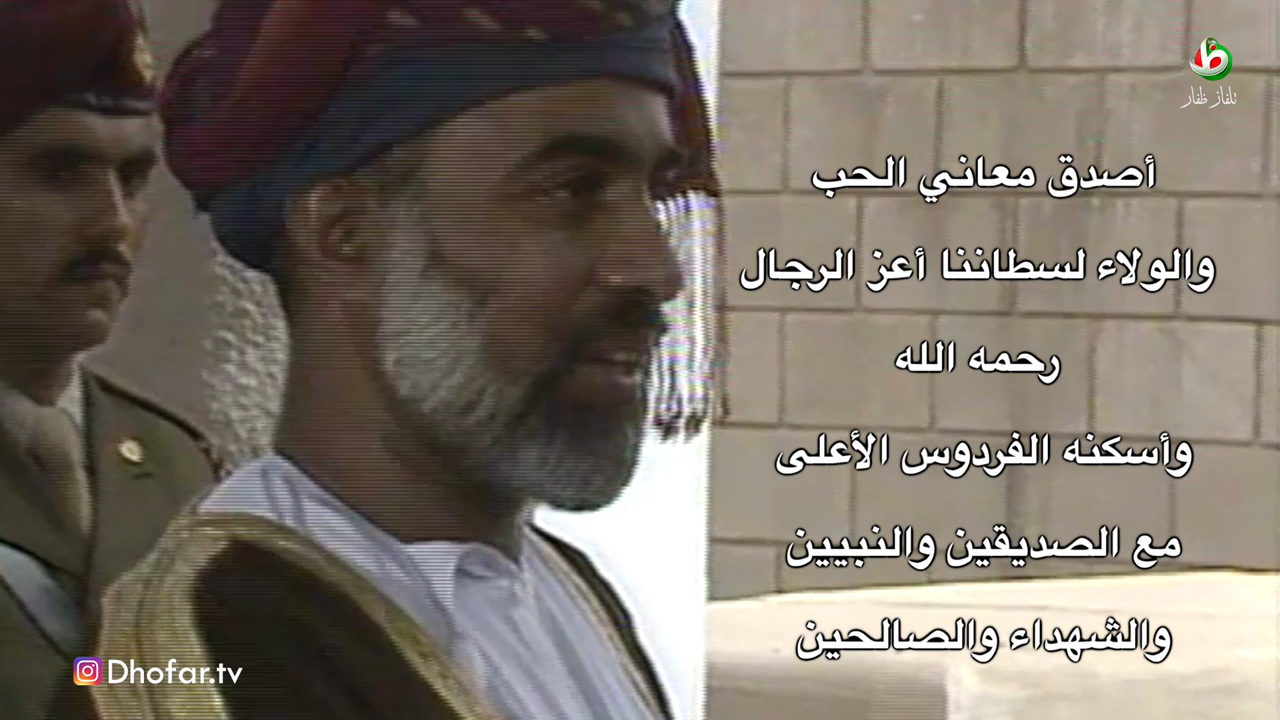 تلفاز ظفار
أصدق معاني الحب
والولاء لسطاننا أعز الرجال
رحمه الله
وأسكنه الفردوس الأعلى
مع الصديقين والنبيين
والشهداء والصالحين
Dhofar.tv